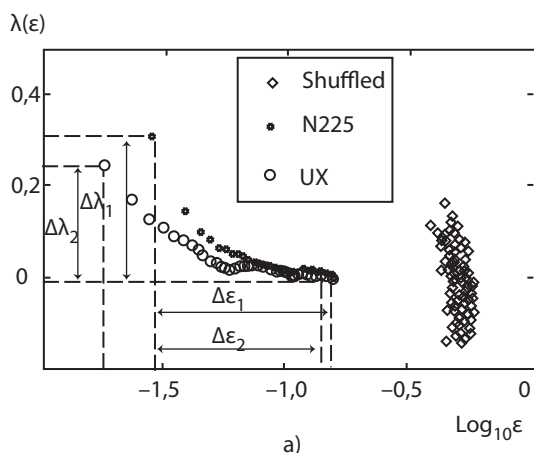 λ(ε)
0,4
Shuffled
N225
UX
0,2
Δλ₁
Δλ₂
0
Δε₁
Δε₂
–1,5 –1,0 –0,5 0
Log₁₀ε
a)